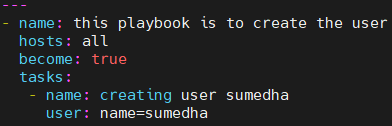 ---
- name: this playbook is to create the user
  hosts: all
  become: true
  tasks:
   - name: creating user sumedha
     user: name=sumedha